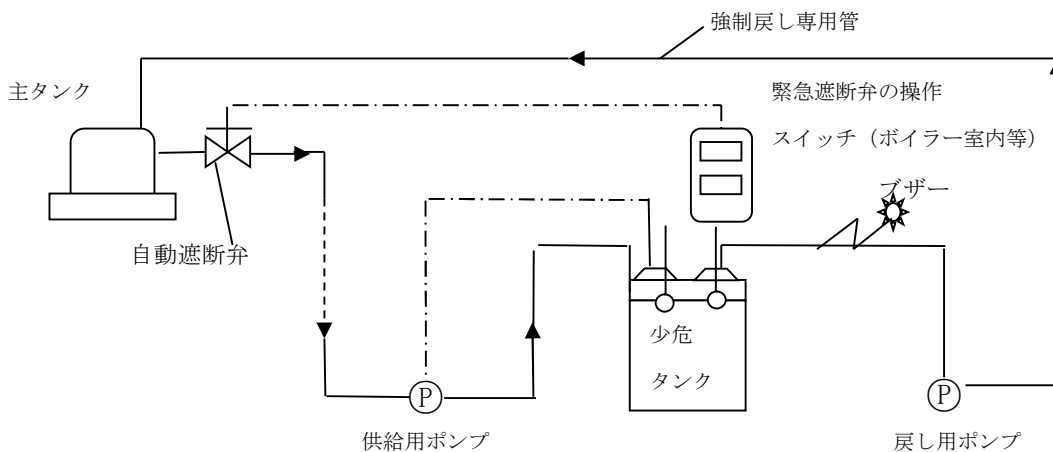 強制戻し専用管
主タンク
緊急遮断弁の操作
スイッチ（ボイラー室内等）
ブザー
自動遮断弁
少危
タンク
P
P
供給用ポンプ
戻し用ポンプ